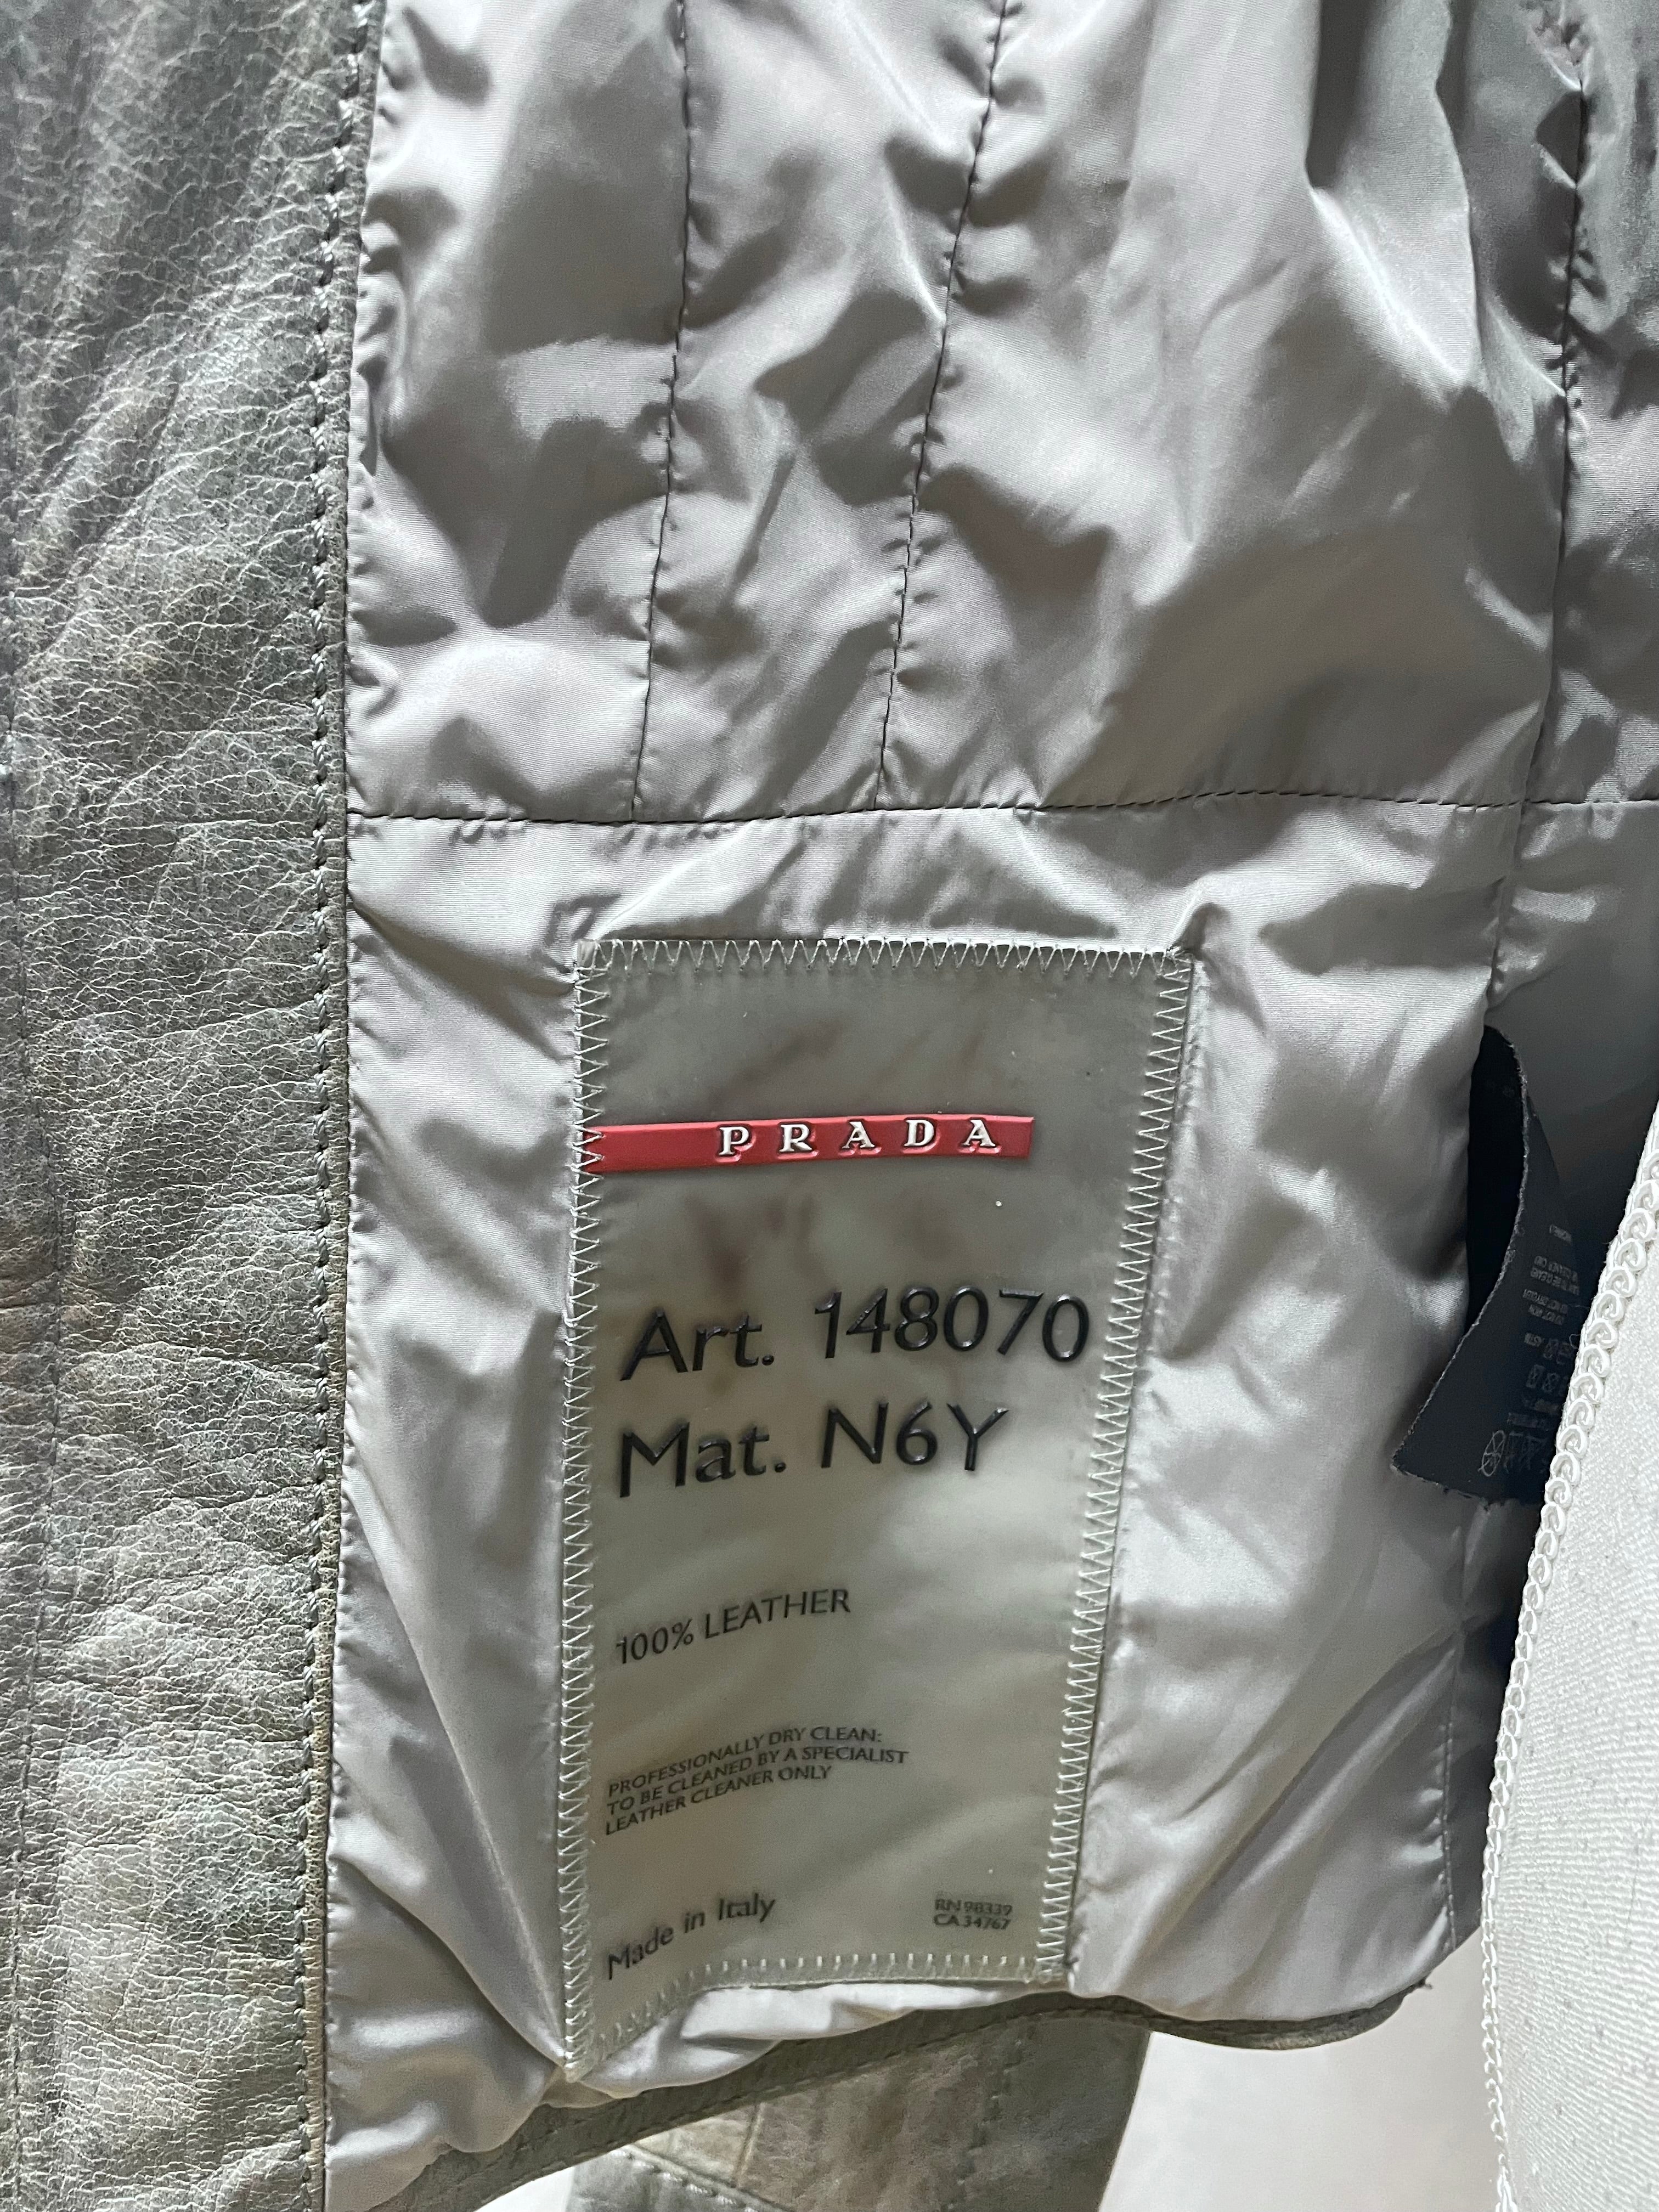 PRADA
Art. 148070
Mat. N6Y
100% LEATHER
PROFESSIONALLY DRY CLEAN:
TO BE CLEANED BY A SPECIALIST
LEATHER CLEANER ONLY
Made in Italy
RN 98339
CA 34767